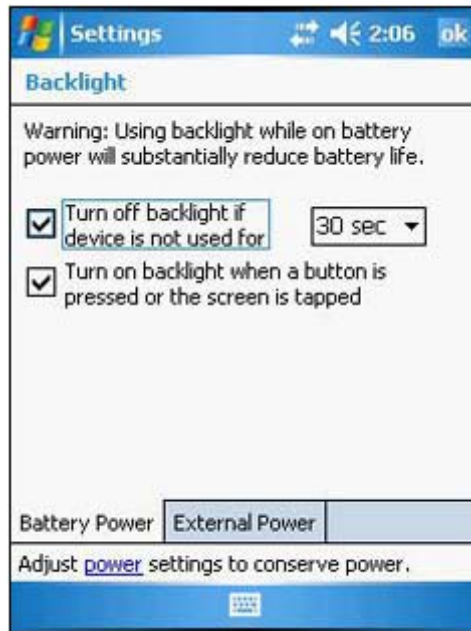 Settings 2:06 ok
Backlight
Warning: Using backlight while on battery
power will substantially reduce battery life.
Turn off backlight if
device is not used for 30 sec
Turn on backlight when a button is
pressed or the screen is tapped
Battery Power External Power
Adjust power settings to conserve power.